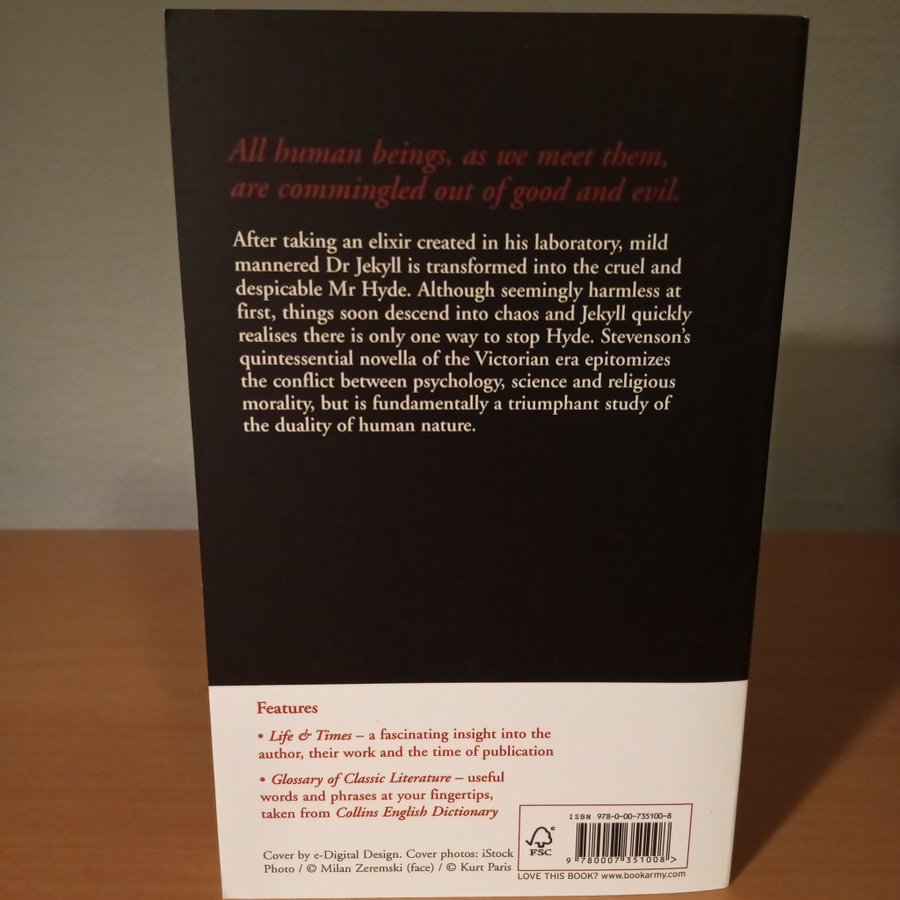 All human beings, as we meet them,
are commingled out of good and evil.
After taking an elixir created in his laboratory, mild
mannered Dr Jekyll is transformed into the cruel and
despicable Mr Hyde. Although seemingly harmless at
first, things soon descend into chaos and Jekyll quickly
realises there is only one way to stop Hyde. Stevenson's
quintessential novella of the Victorian era epitomizes
the conflict between psychology, science and religious
morality, but is fundamentally a triumphant study of
the duality of human nature.
Features
• Life & Times – a fascinating insight into the
author, their work and the time of publication
• Glossary of Classic Literature – useful
words and phrases at your fingertips,
taken from Collins English Dictionary
Cover by e-Digital Design. Cover photos: iStock
Photo / © Milan Zeremski (face) / © Kurt Paris
FSC
ISBN 978-0-00-735100-8
9 780007 351008 >
LOVE THIS BOOK? www.bookarmy.com